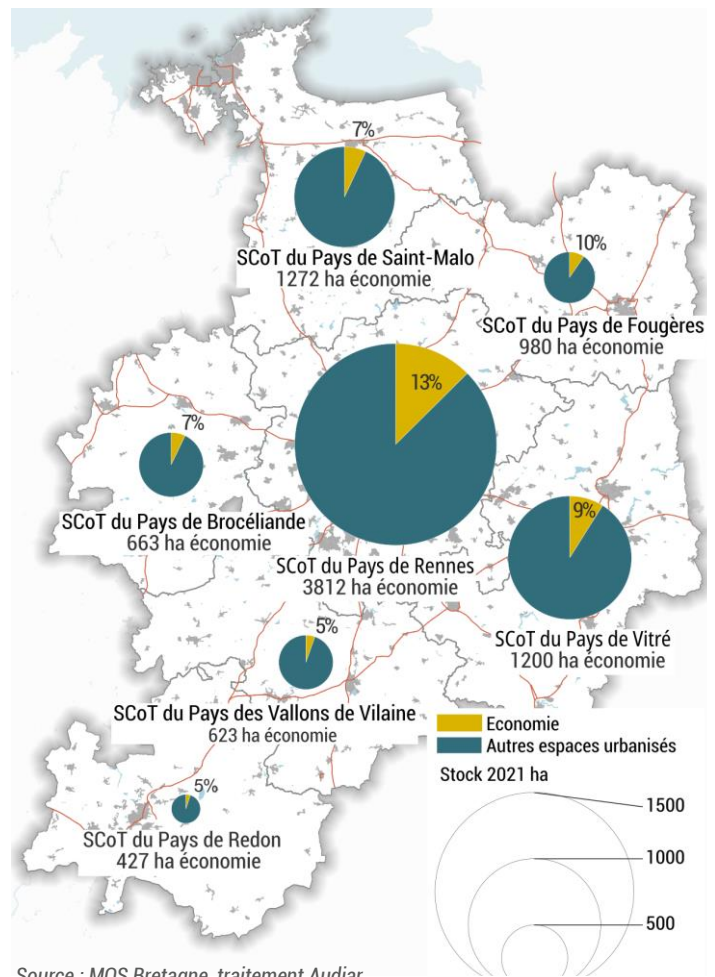 7%
SCoT du Pays de Saint-Malo
1272 ha économie
10%
SCoT du Pays de Fougères
980 ha économie
13%
SCoT du Pays de Rennes
3812 ha économie
7%
SCoT du Pays de Brocéliande
663 ha économie
9%
SCoT du Pays de Vitré
1200 ha économie
5%
SCoT du Pays des Vallons de Vilaine
623 ha économie
5%
SCoT du Pays de Redon
427 ha économie
Economie
Autres espaces urbanisés
Stock 2021 ha
1500
1000
500
Source : MOS Bretagne, traitement Audiar